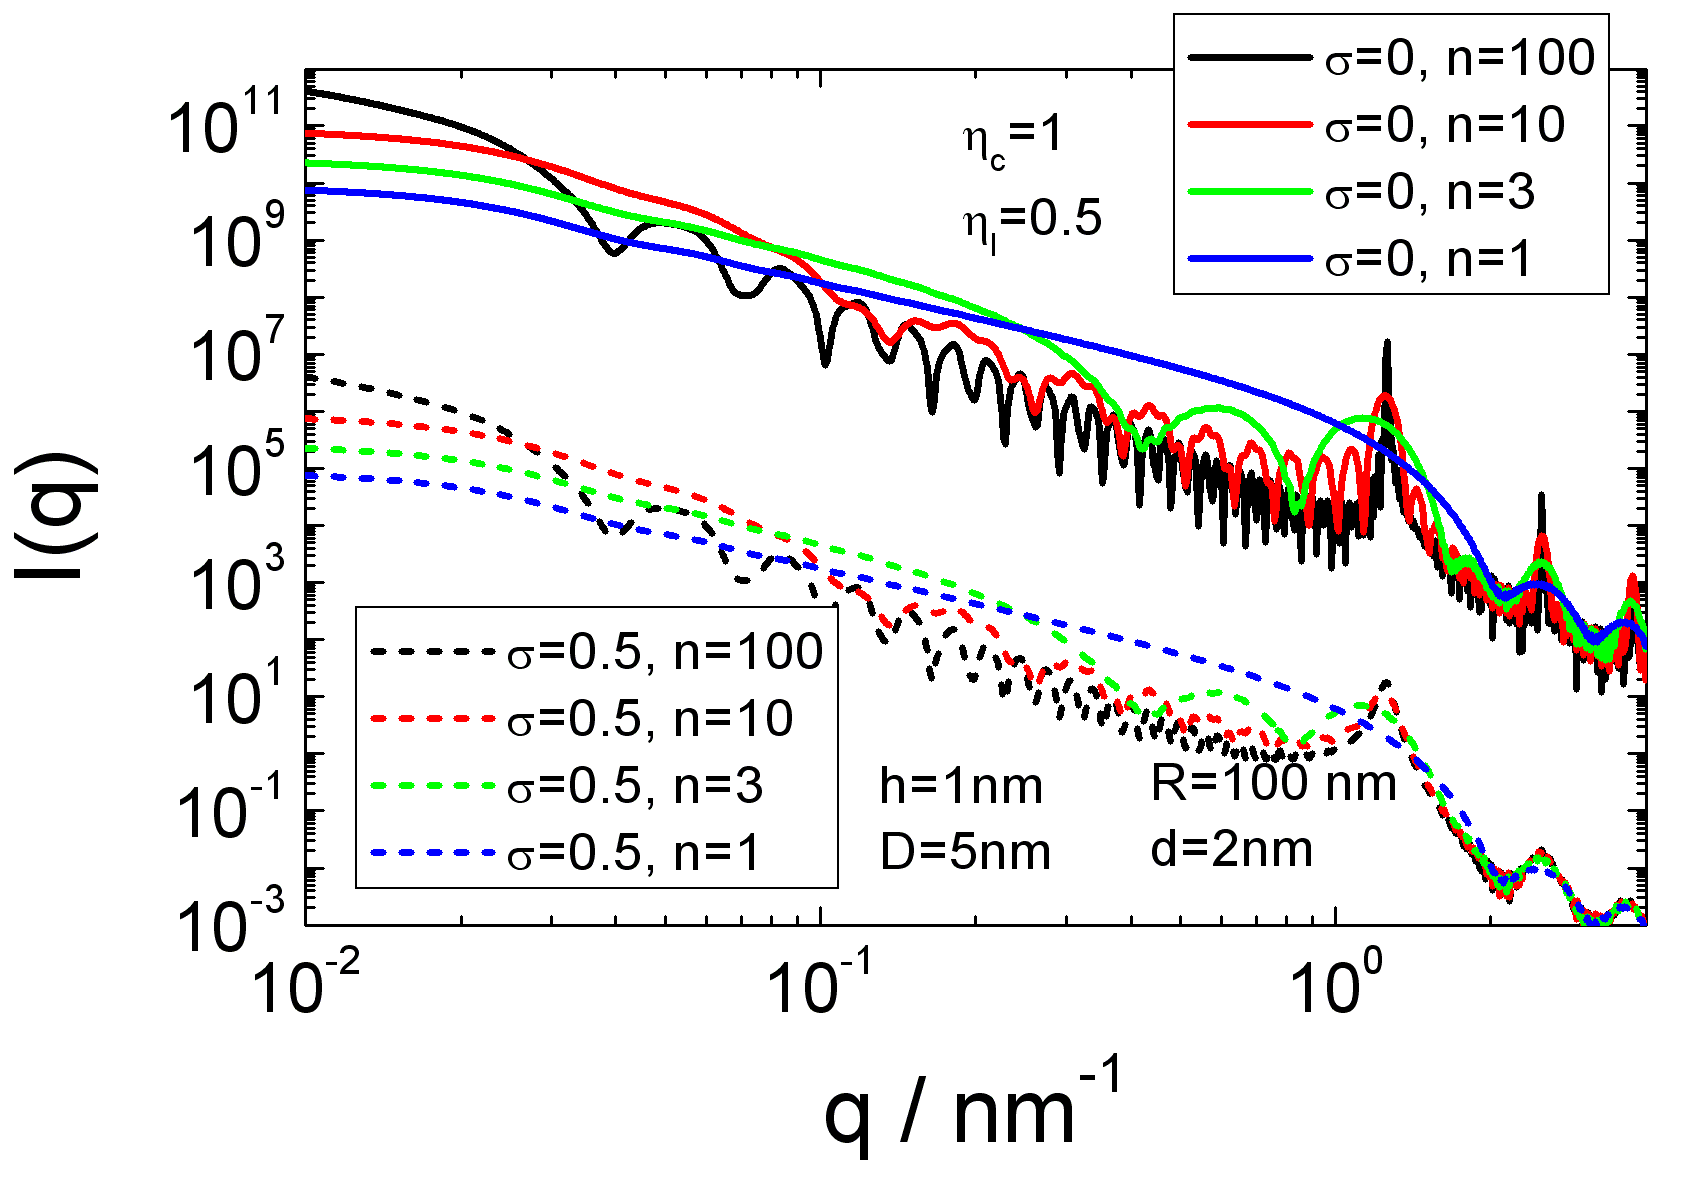 σ=0, n=100
σ=0, n=10
σ=0, n=3
σ=0, n=1
η_c=1
η_l=0.5
10^11
10^9
10^7
10^5
10^3
10^1
10^-1
10^-3
I(q)
σ=0.5, n=100
σ=0.5, n=10
σ=0.5, n=3
σ=0.5, n=1
h=1nm
R=100 nm
D=5nm
d=2nm
10^-2
10^-1
10^0
q / nm^-1